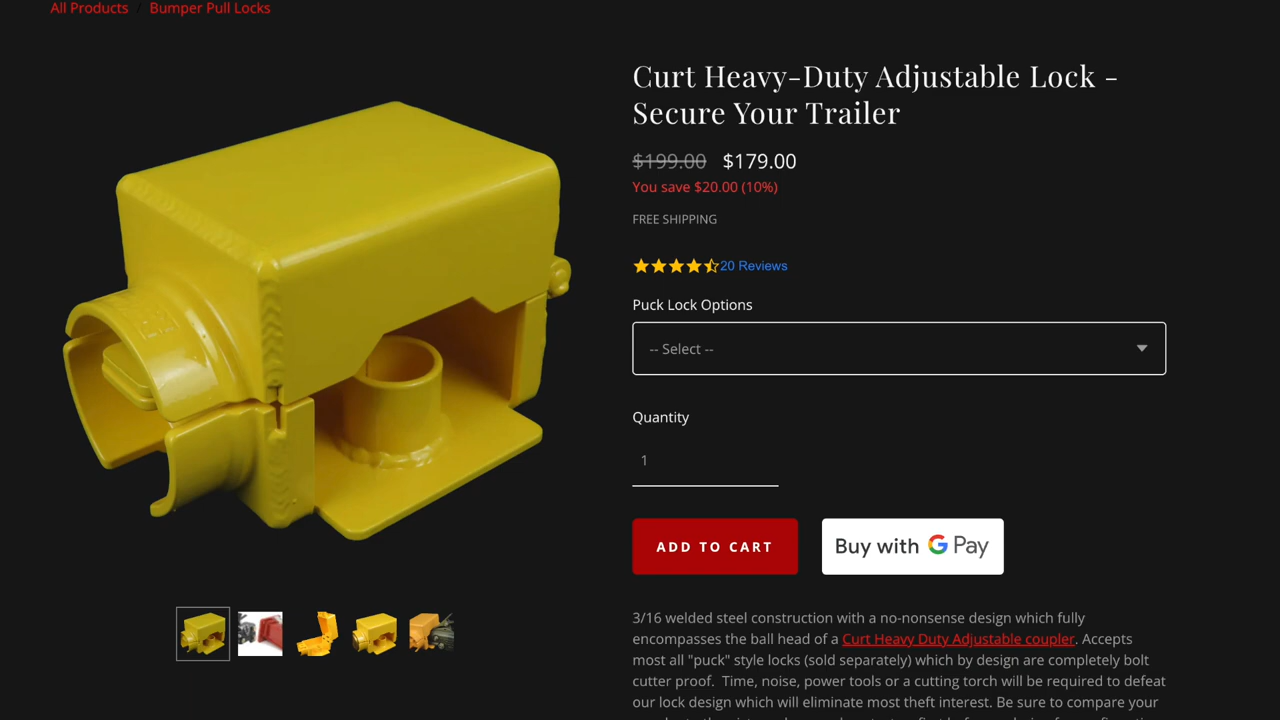 All Products / Bumper Pull Locks
Curt Heavy-Duty Adjustable Lock -
Secure Your Trailer
$199.00 $179.00
You save $20.00 (10%)
FREE SHIPPING
20 Reviews
Puck Lock Options
-- Select --
Quantity
1
ADD TO CART
Buy with G Pay
3/16 welded steel construction with a no-nonsense design which fully
encompasses the ball head of a Curt Heavy Duty Adjustable coupler. Accepts
most all "puck" style locks (sold separately) which by design are completely bolt
cutter proof. Time, noise, power tools or a cutting torch will be required to defeat
our lock design which will eliminate most theft interest. Be sure to compare your